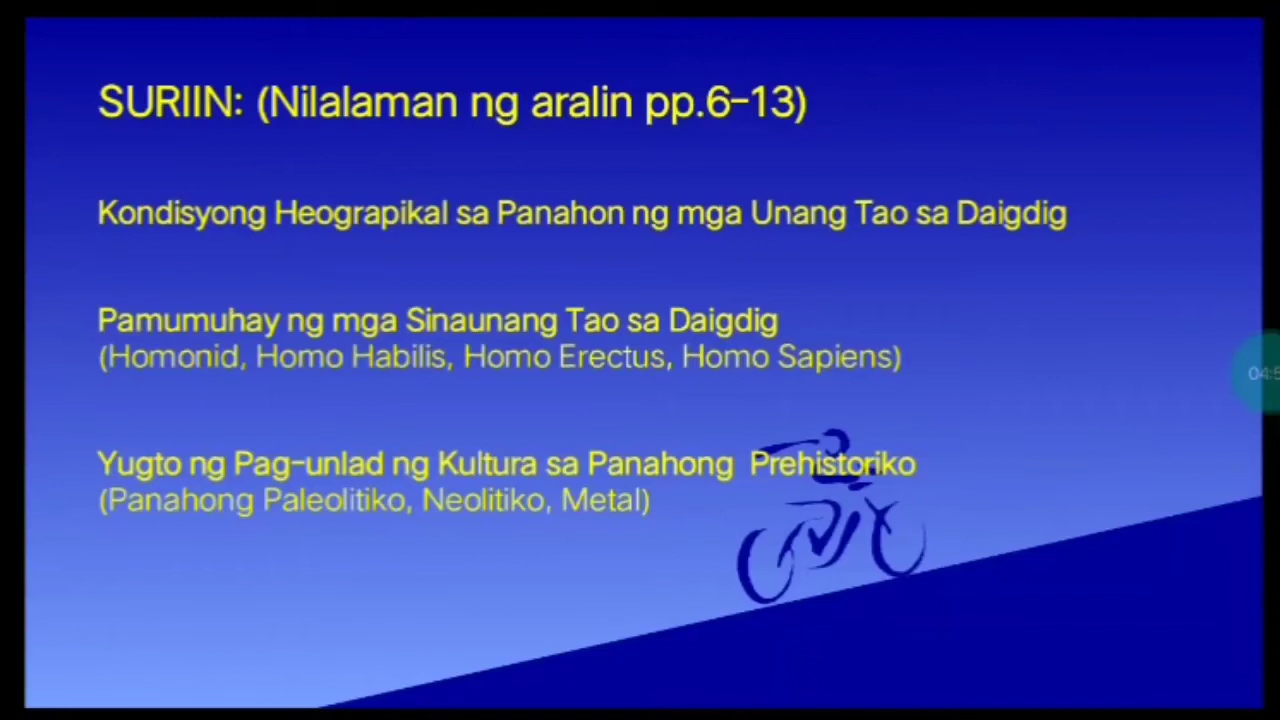 SURIIN: (Nilalaman ng aralin pp.6-13)
Kondisyong Heograpikal sa Panahon ng mga Unang Tao sa Daigdig
Pamumuhay ng mga Sinaunang Tao sa Daigdig
(Homonid, Homo Habilis, Homo Erectus, Homo Sapiens)
Yugto ng Pag-unlad ng Kultura sa Panahong Prehistoriko
(Panahong Paleolitiko, Neolitiko, Metal)